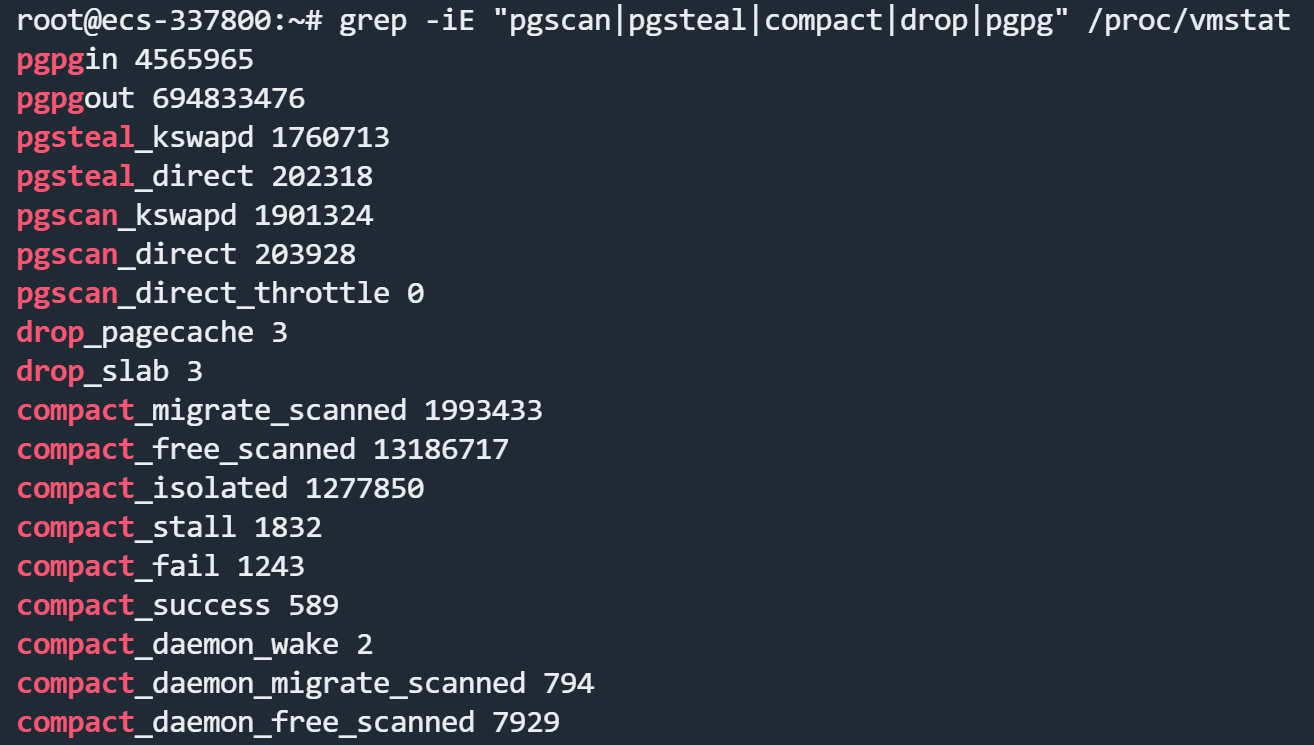 root@ecs-337800:~# grep -iE "pgscan|pgsteal|compact|drop|pgpg" /proc/vmstat
pgpgin 4565965
pgpgout 694833476
pgsteal_kswapd 1760713
pgsteal_direct 202318
pgscan_kswapd 1901324
pgscan_direct 203928
pgscan_direct_throttle 0
drop_pagecache 3
drop_slab 3
compact_migrate_scanned 1993433
compact_free_scanned 13186717
compact_isolated 1277850
compact_stall 1832
compact_fail 1243
compact_success 589
compact_daemon_wake 2
compact_daemon_migrate_scanned 794
compact_daemon_free_scanned 7929